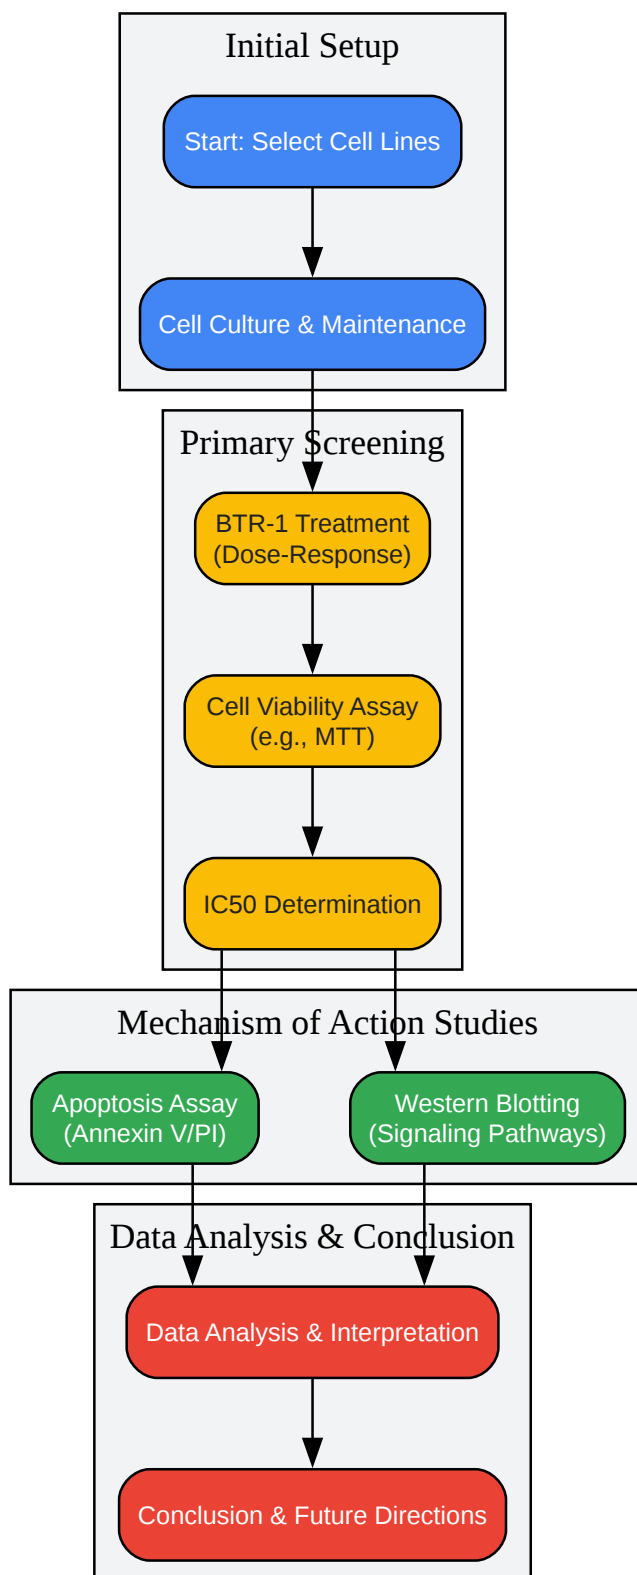 Initial Setup
Start: Select Cell Lines
Cell Culture & Maintenance
Primary Screening
BTR-1 Treatment
(Dose-Response)
Cell Viability Assay
(e.g., MTT)
IC50 Determination
Mechanism of Action Studies
Apoptosis Assay
(Annexin V/PI)
Western Blotting
(Signaling Pathways)
Data Analysis & Conclusion
Data Analysis & Interpretation
Conclusion & Future Directions